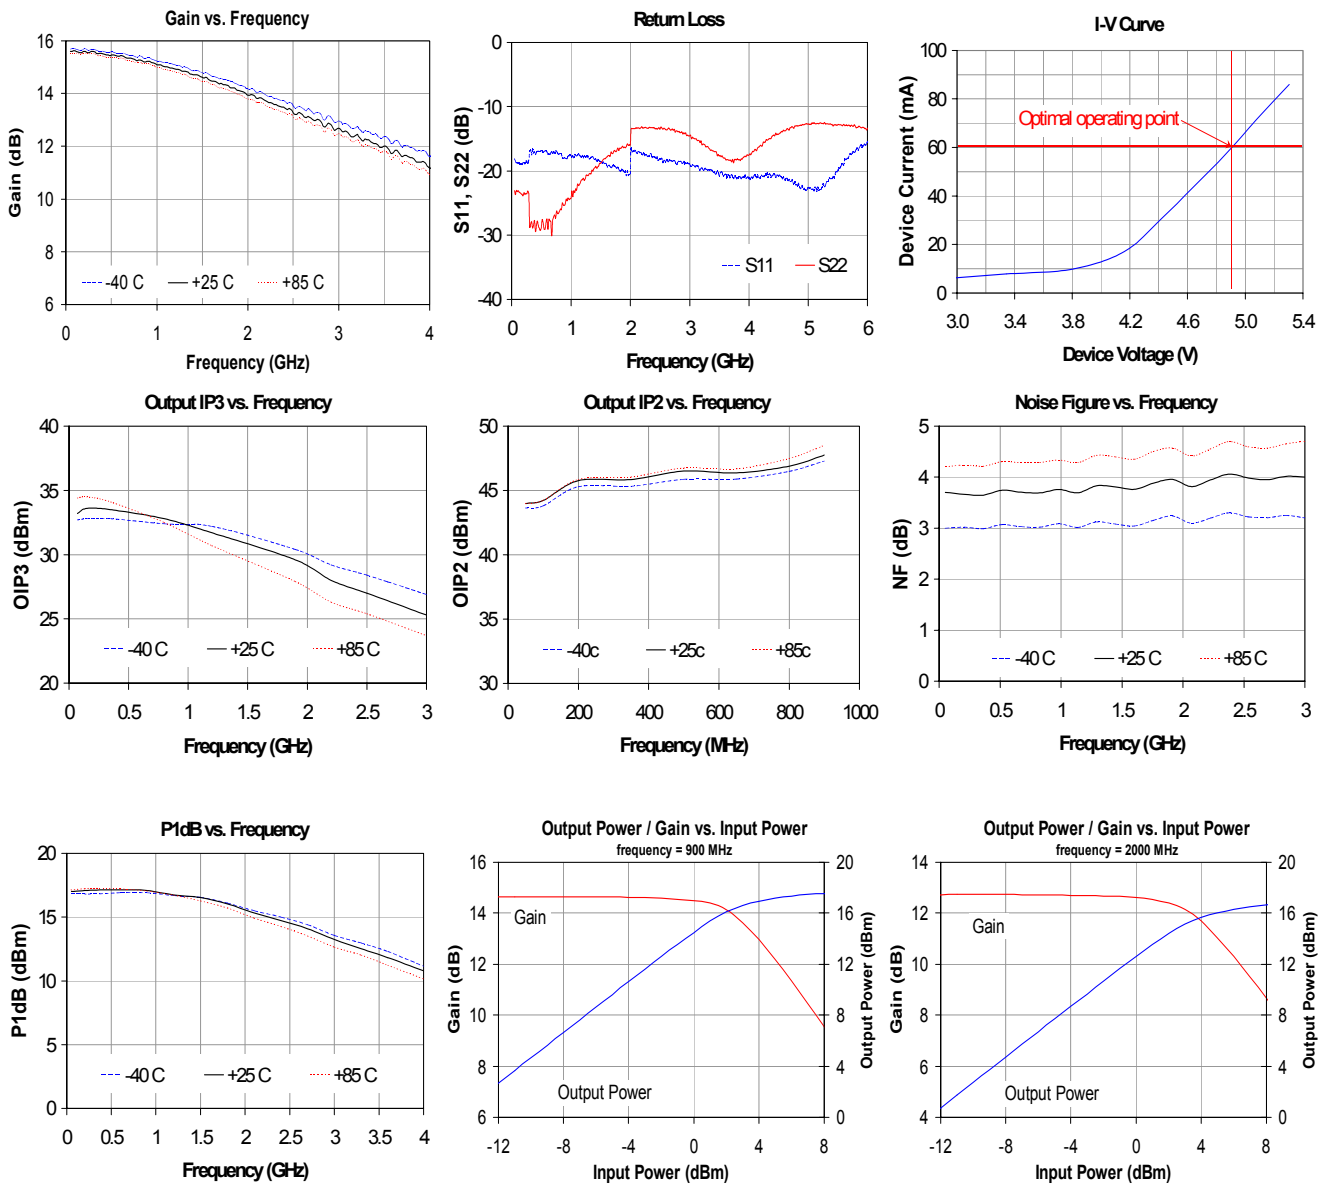 Gain vs. Frequency
16
14
12
10
8
6
Gain (dB)
-40 C
+25 C
+85 C
0
1
2
3
4
Frequency (GHz)
Return Loss
0
-10
-20
-30
-40
S11, S22 (dB)
S11
S22
0
1
2
3
4
5
6
Frequency (GHz)
I-V Curve
100
80
60
40
20
0
Device Current (mA)
Optimal operating point
3.0
3.4
3.8
4.2
4.6
5.0
5.4
Device Voltage (V)
Output IP3 vs. Frequency
40
35
30
25
20
OIP3 (dBm)
-40 C
+25 C
+85 C
0
0.5
1
1.5
2
2.5
3
Frequency (GHz)
Output IP2 vs. Frequency
50
45
40
35
30
OIP2 (dBm)
-40c
+25c
+85c
0
200
400
600
800
1000
Frequency (MHz)
Noise Figure vs. Frequency
5
4
3
2
1
0
NF (dB)
-40 C
+25 C
+85 C
0
0.5
1
1.5
2
2.5
3
Frequency (GHz)
P1dB vs. Frequency
20
15
10
5
0
P1dB (dBm)
-40 C
+25 C
+85 C
0
0.5
1
1.5
2
2.5
3
3.5
4
Frequency (GHz)
Output Power / Gain vs. Input Power
frequency = 900 MHz
16
14
12
10
8
6
Gain (dB)
Gain
Output Power
20
16
12
8
4
0
Output Power (dBm)
-12
-8
-4
0
4
8
Input Power (dBm)
Output Power / Gain vs. Input Power
frequency = 2000 MHz
14
12
10
8
6
4
Gain (dB)
Gain
Output Power
20
16
12
8
4
0
Output Power (dBm)
-12
-8
-4
0
4
8
Input Power (dBm)